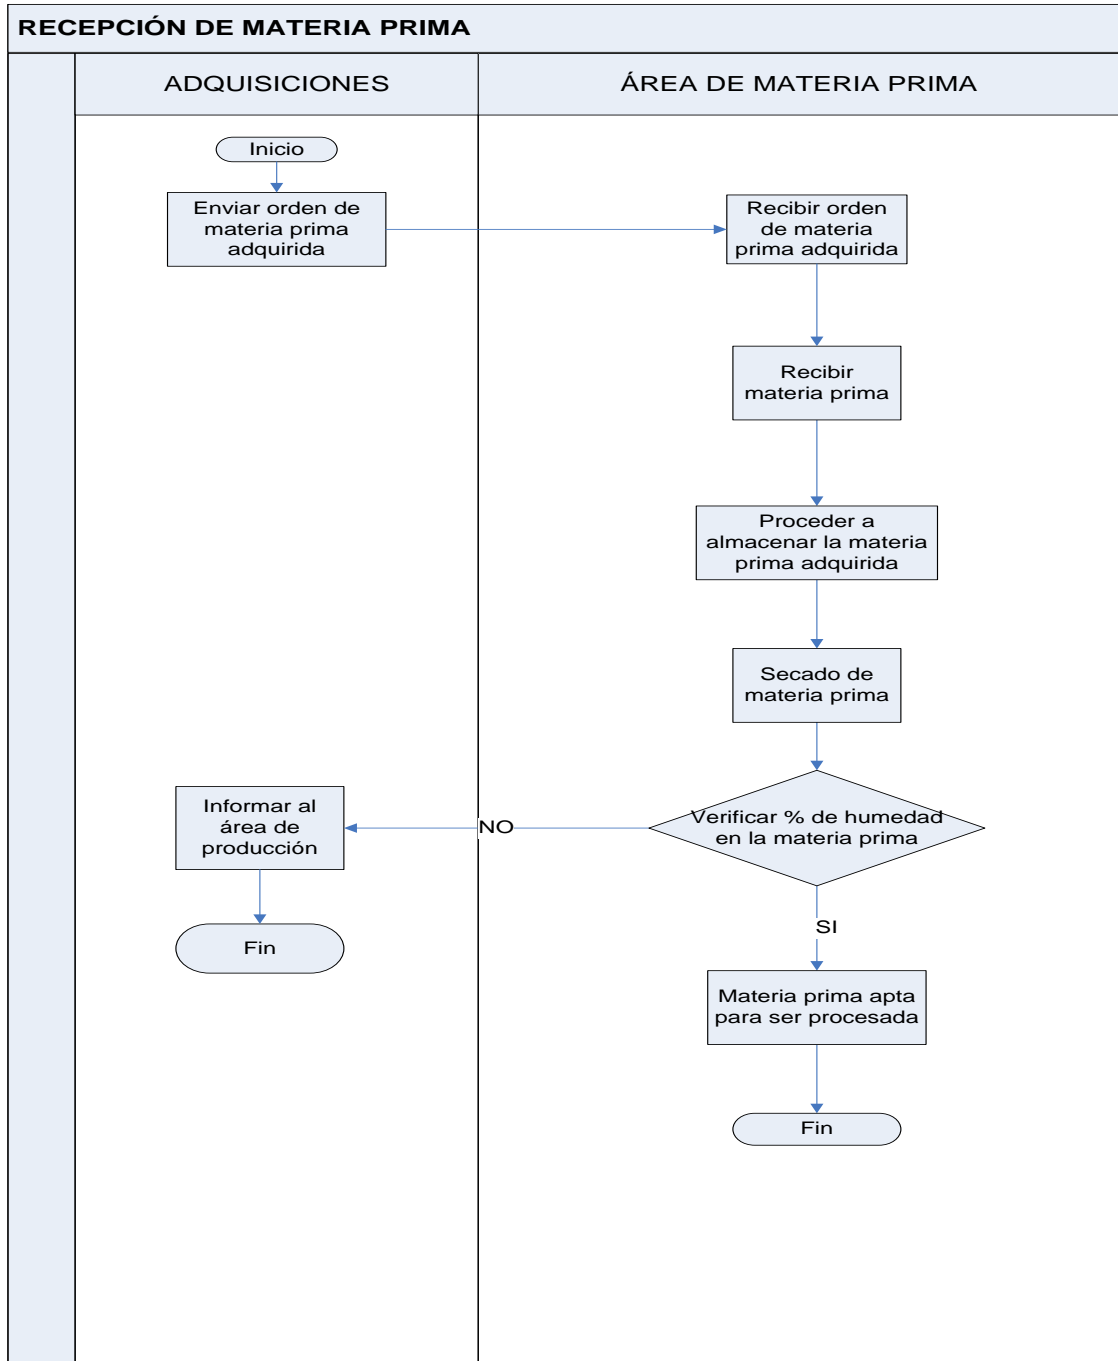 RECEPCIÓN DE MATERIA PRIMA
ADQUISICIONES
ÁREA DE MATERIA PRIMA
Inicio
Enviar orden de
materia prima
adquirida
Recibir orden
de materia
prima adquirida
Recibir
materia prima
Proceder a
almacenar la materia
prima adquirida
Secado de
materia prima
Verificar % de humedad
en la materia prima
NO
Informar al
área de
producción
Fin
SI
Materia prima apta
para ser procesada
Fin